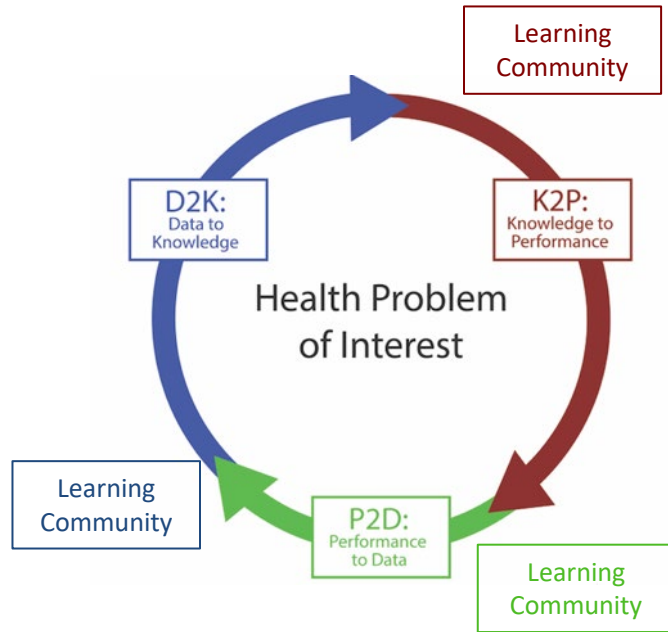 Learning
Community
D2K:
Data to
Knowledge
K2P:
Knowledge to
Performance
Health Problem
of Interest
Learning
Community
P2D:
Performance
to Data
Learning
Community